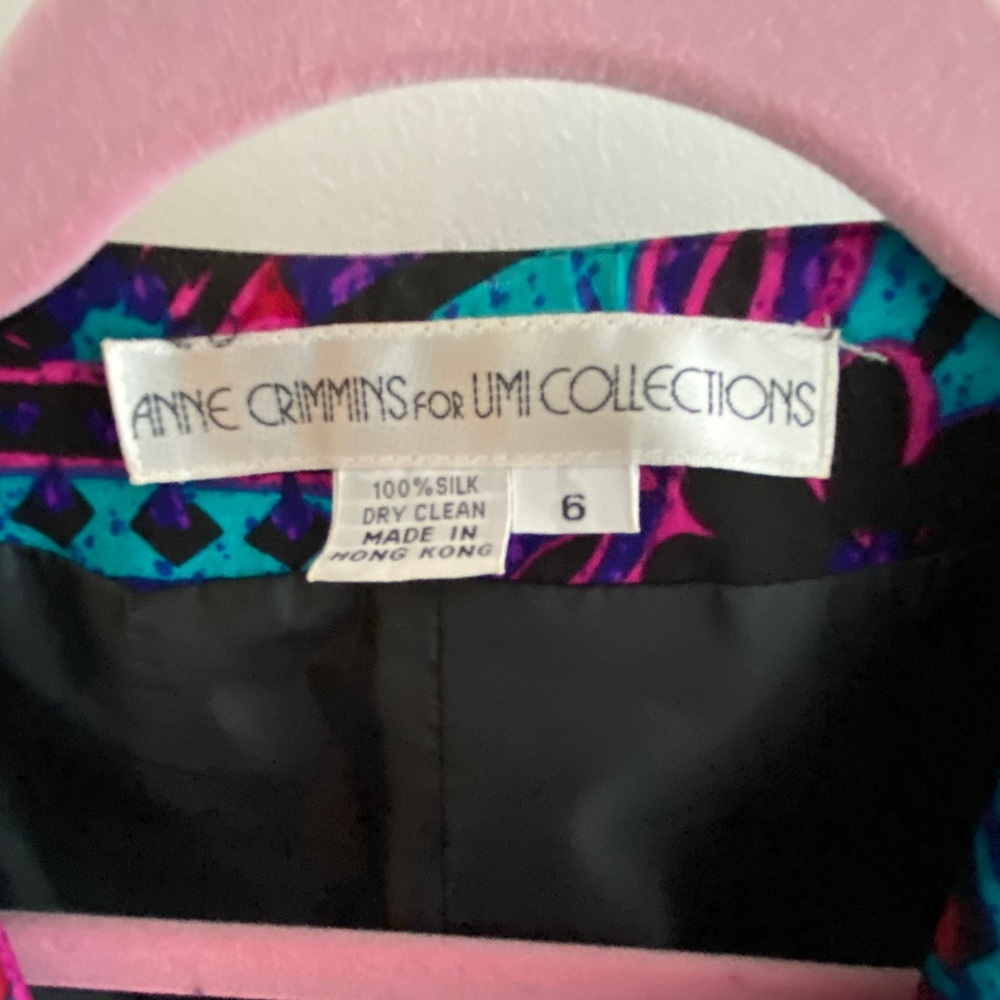 ANNE CRIMMINS FOR UMI COLLECTIONS
100% SILK
DRY CLEAN
MADE IN
HONG KONG
6